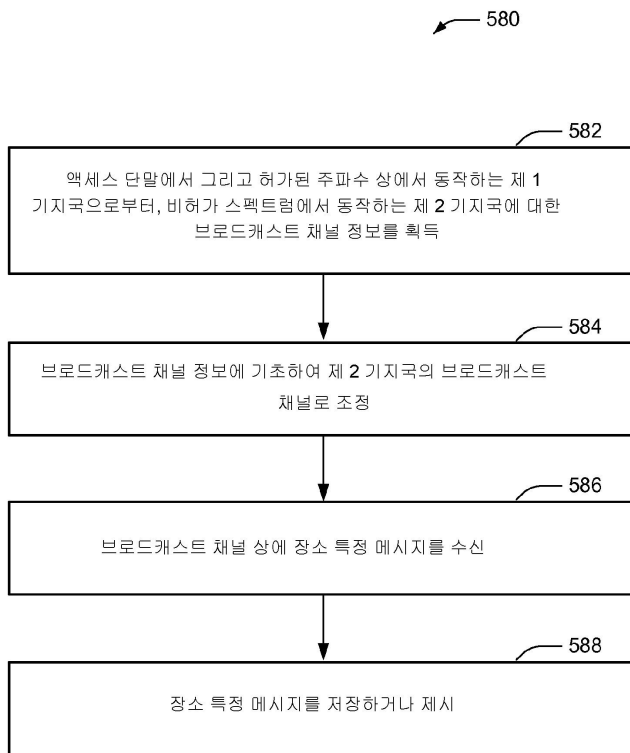 580
582
액세스 단말에서 그리고 허가된 주파수 상에서 동작하는 제 1
기지국으로부터, 비허가 스펙트럼에서 동작하는 제 2 기지국에 대한
브로드캐스트 채널 정보를 획득
584
브로드캐스트 채널 정보에 기초하여 제 2 기지국의 브로드캐스트
채널로 조정
586
브로드캐스트 채널 상에 장소 특정 메시지를 수신
588
장소 특정 메시지를 저장하거나 제시